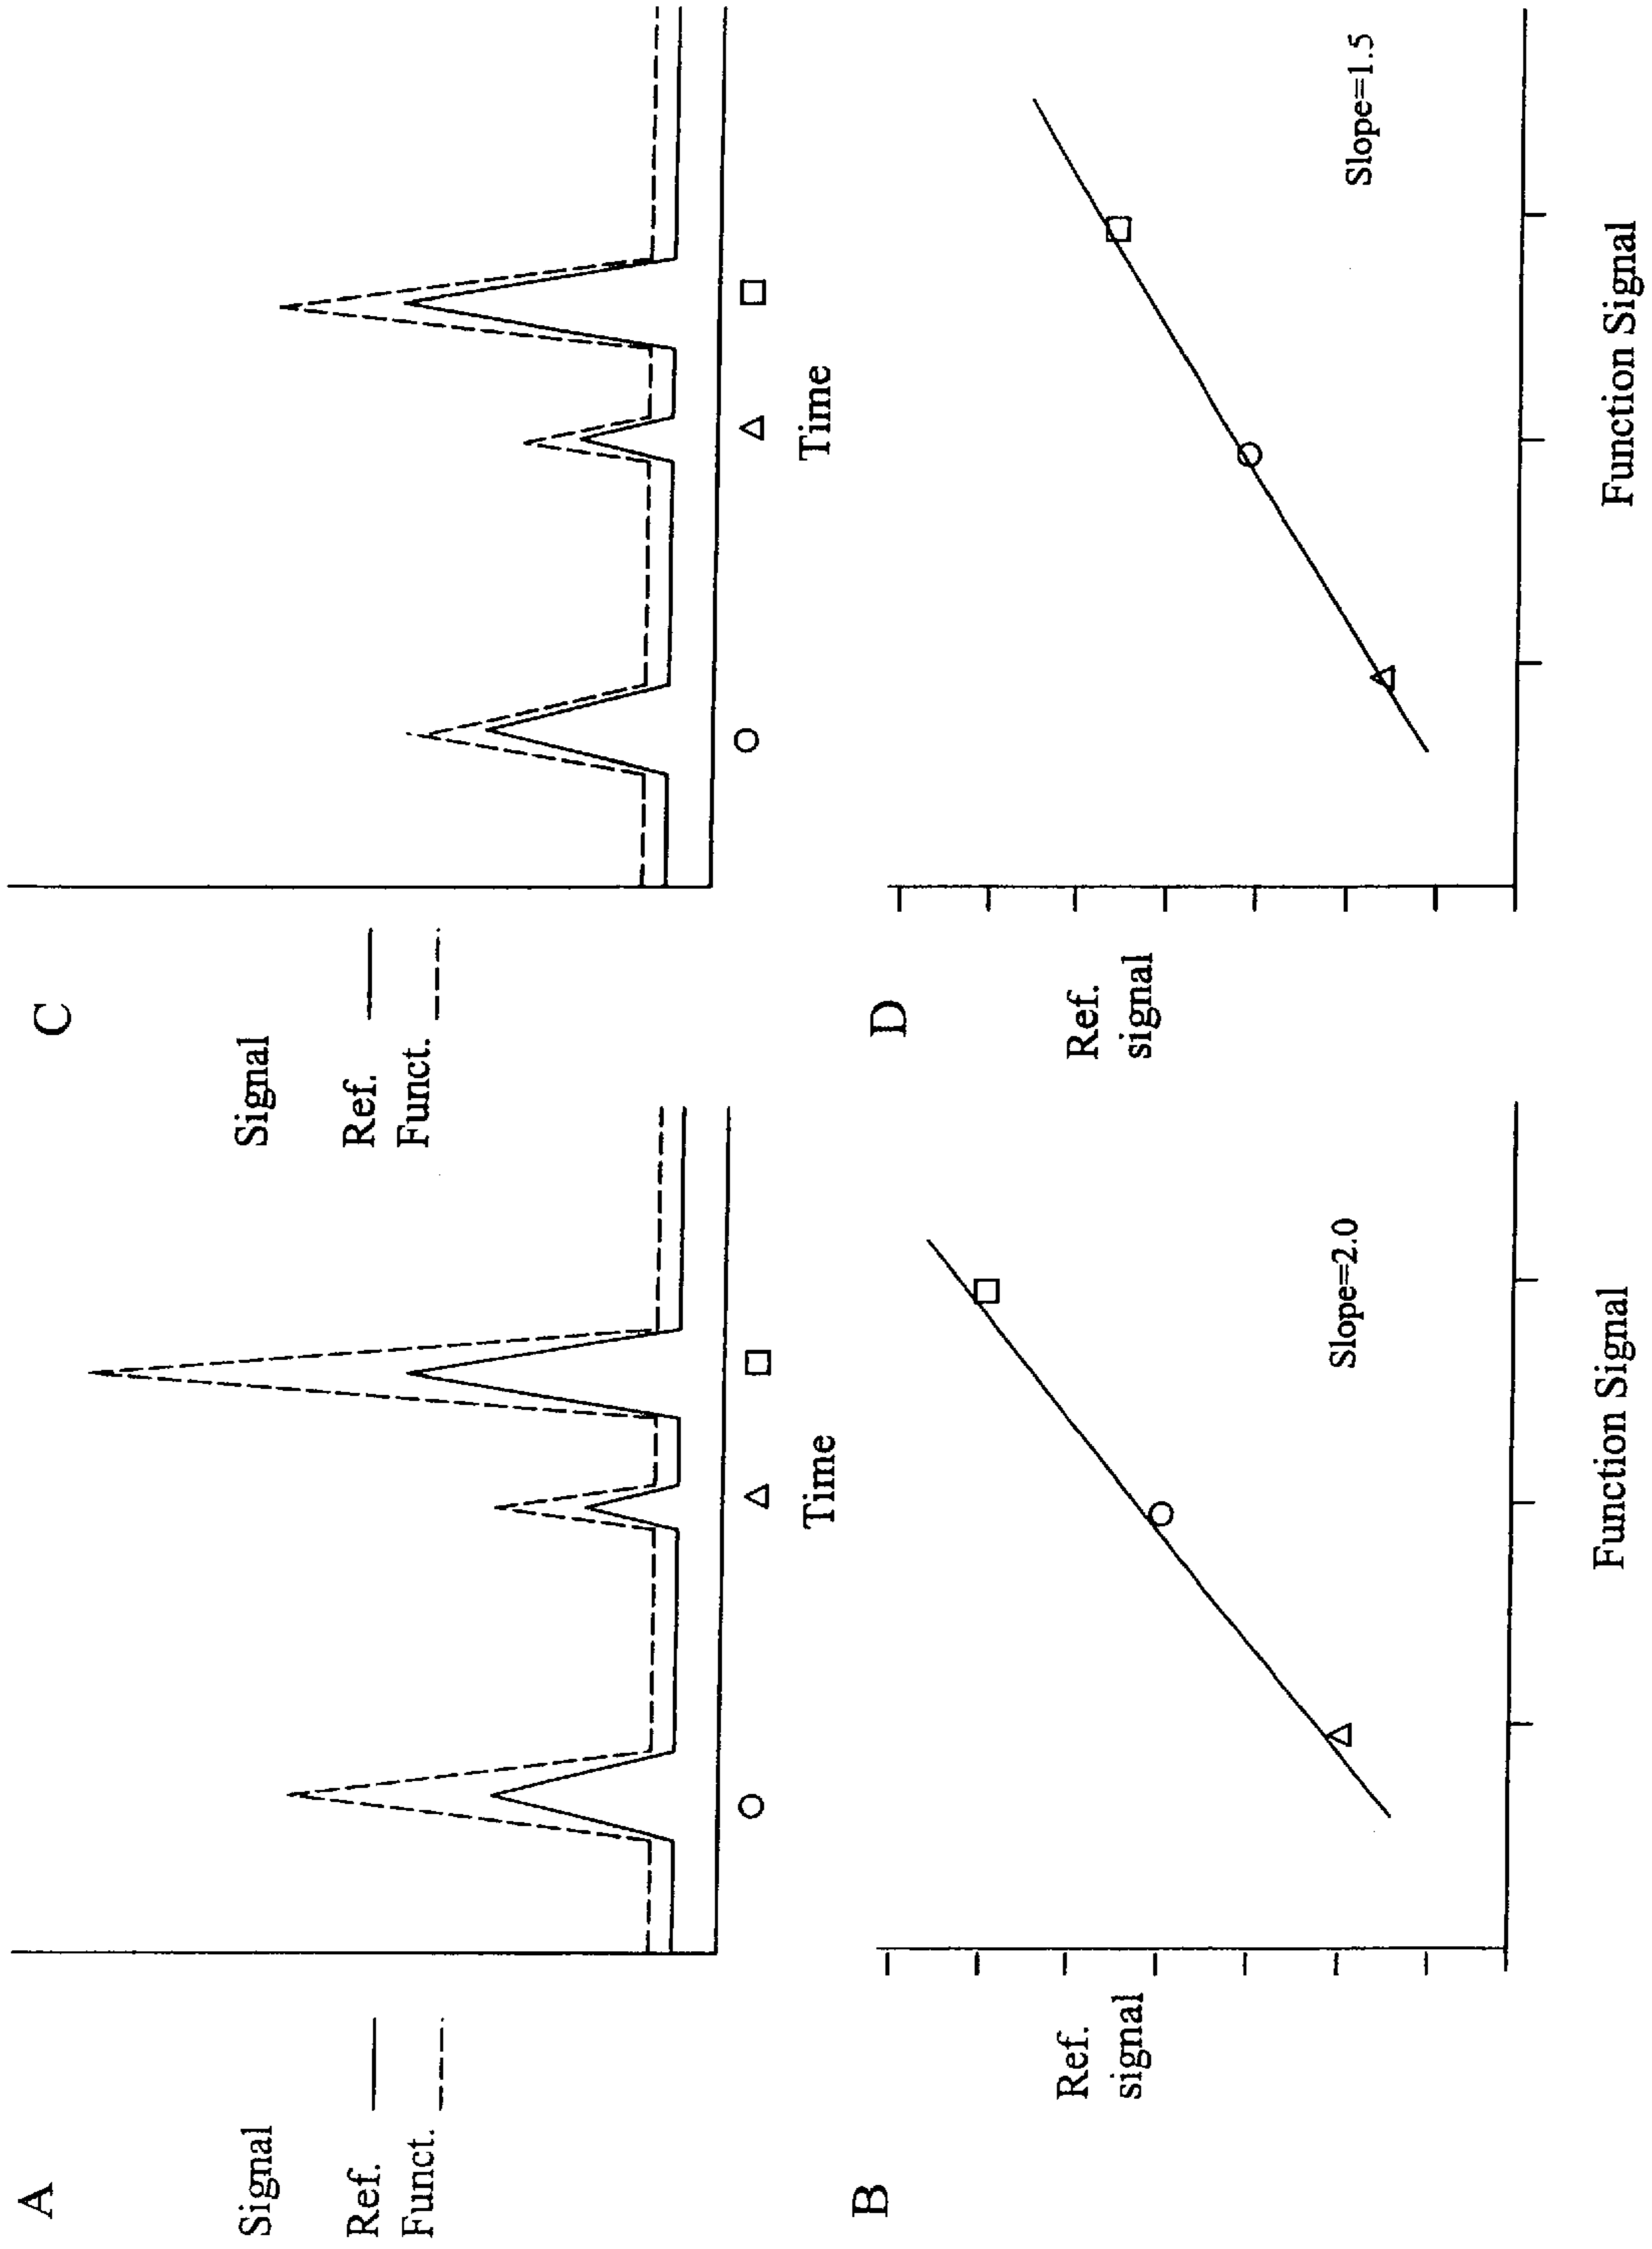 A
Signal
Ref.
Funct.
Time
B
Ref.
signal
Slope=2.0
Function Signal
C
Signal
Ref.
Funct.
Time
D
Ref.
signal
Slope=1.5
Function Signal